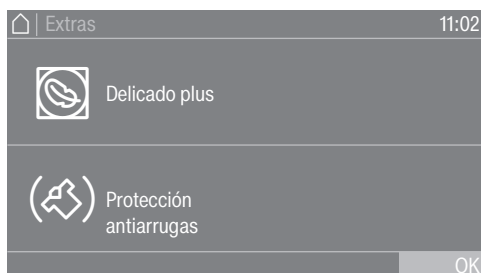 Extras 11:02
Delicado plus
Protección
antiarrugas
OK